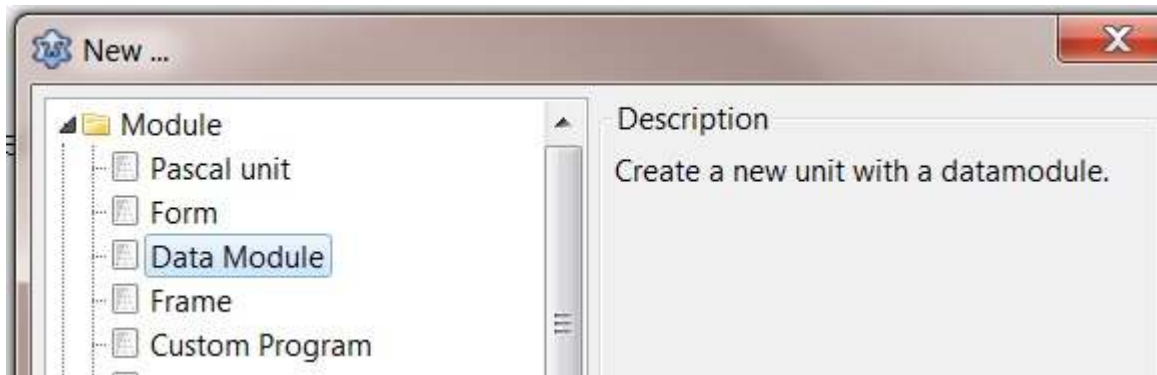 New ...
Module
Pascal unit
Form
Data Module
Frame
Custom Program
Description
Create a new unit with a datamodule.